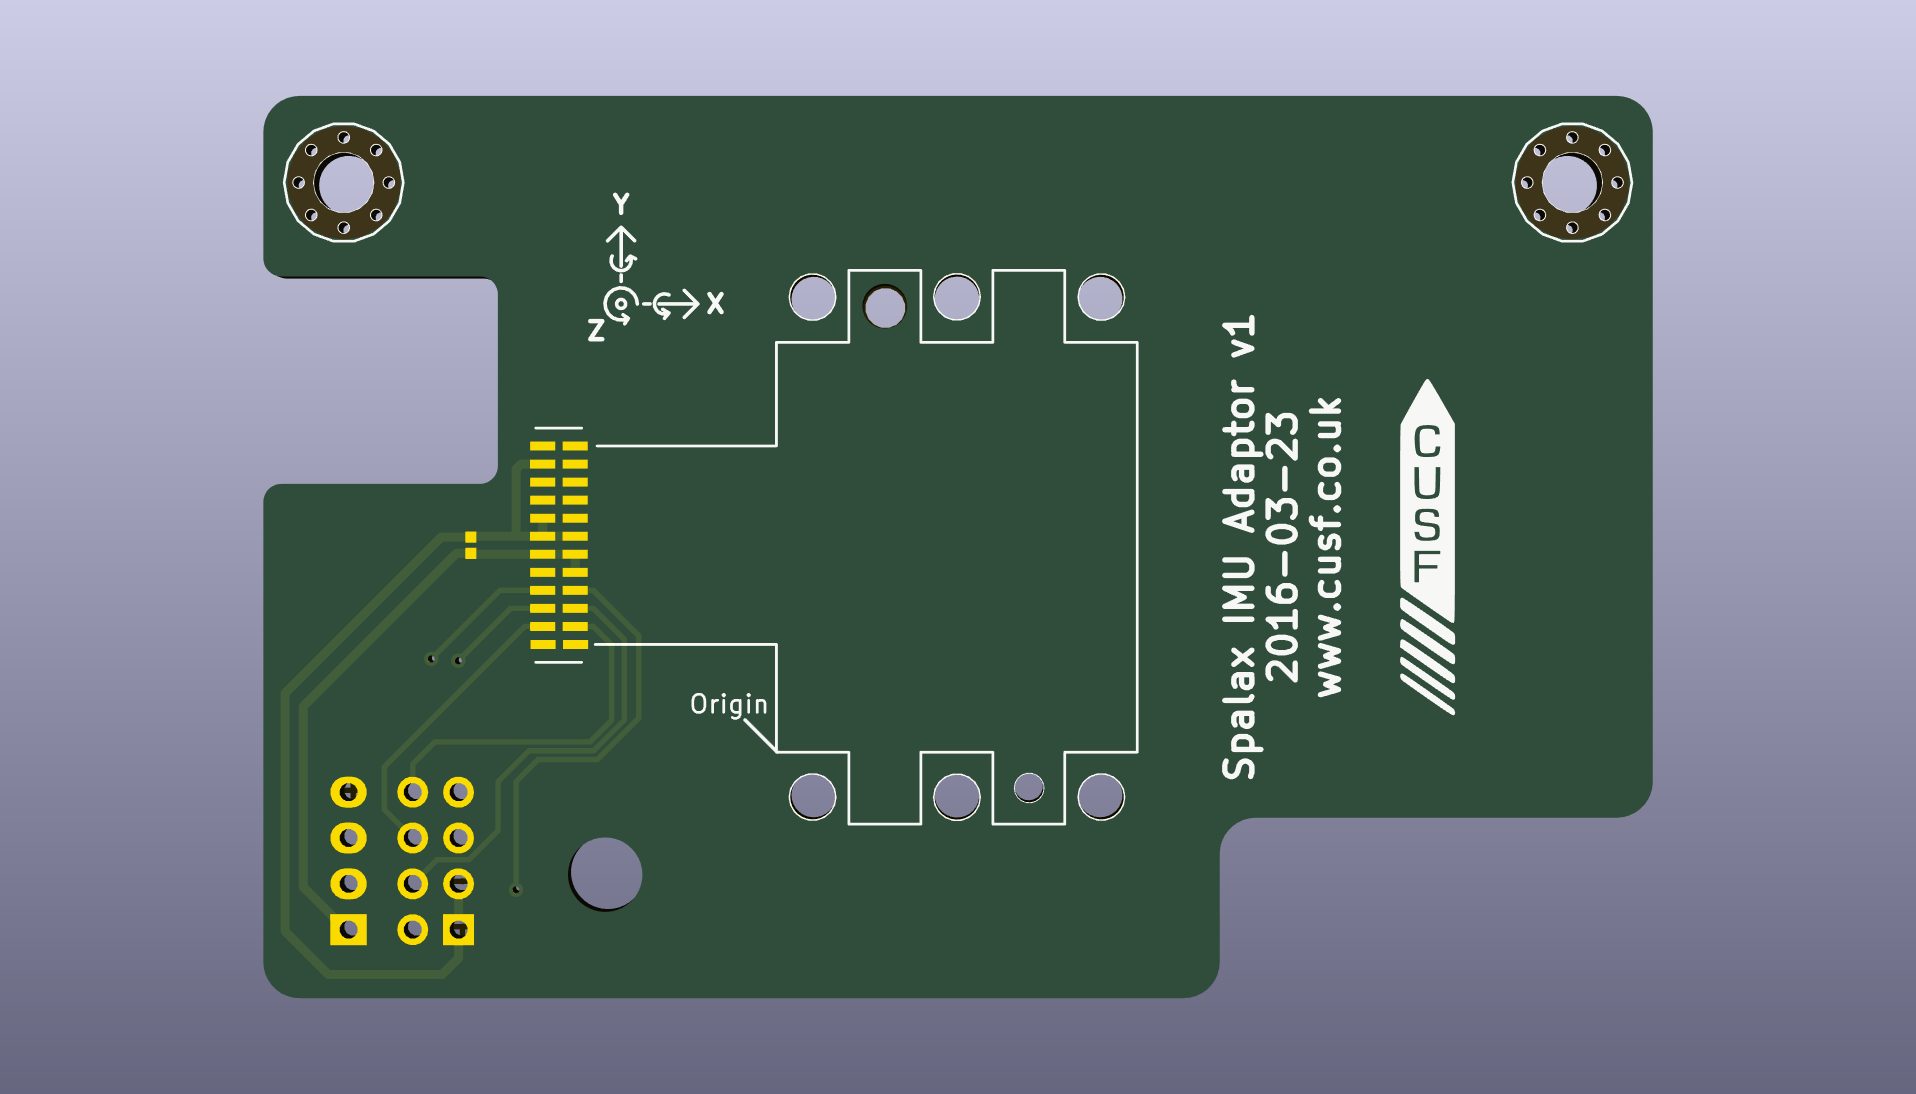 Y
X
Z
Origin
Spalax IMU Adaptor v1
2016-03-23
www.cusf.co.uk
CUSF